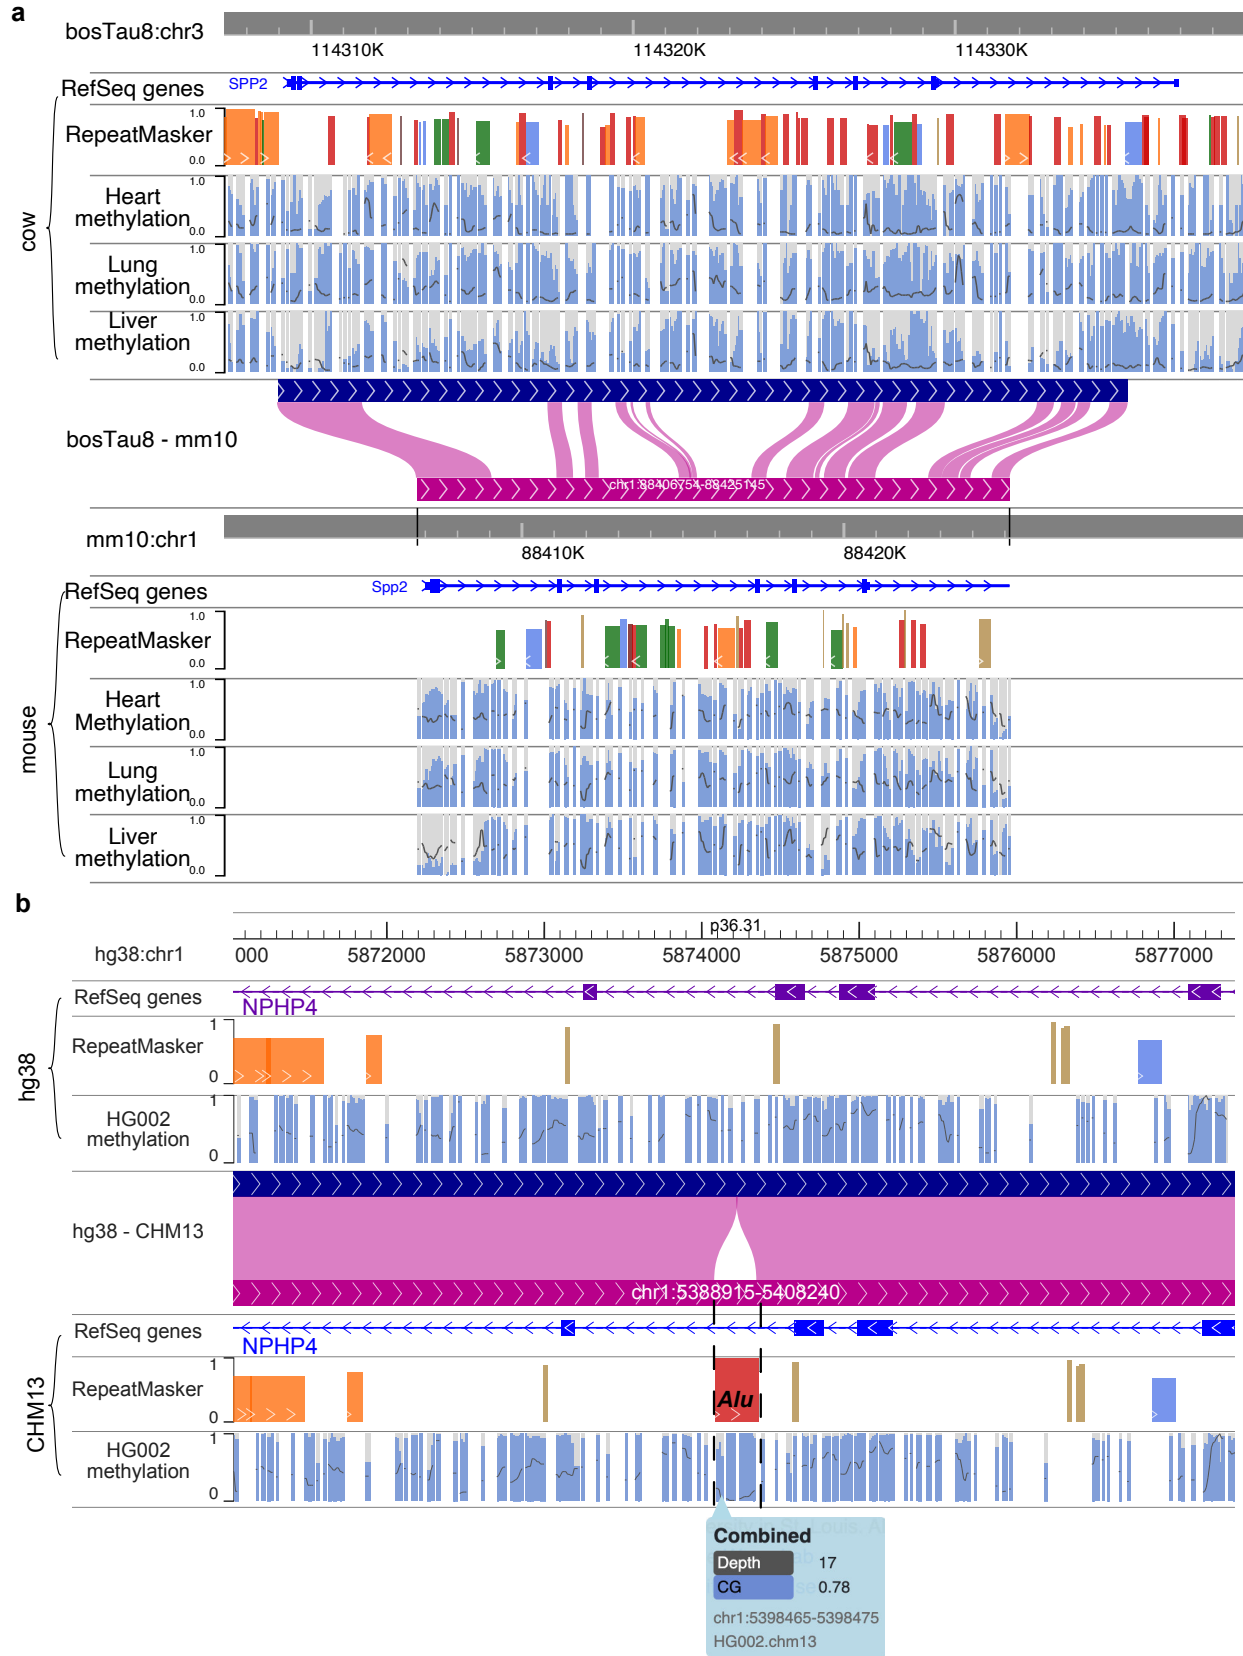 a
bosTau8:chr3
114310K 114320K 114330K
RefSeq genes SPP2
RepeatMasker 1.0 0.0
cow
Heart methylation 1.0 0.0
Lung methylation 1.0 0.0
Liver methylation 1.0 0.0
bosTau8 - mm10
chr1:88406754-88425145
mm10:chr1
88410K 88420K
RefSeq genes Spp2
RepeatMasker 1.0 0.0
mouse
Heart Methylation 1.0 0.0
Lung methylation 1.0 0.0
Liver methylation 1.0 0.0
b
p36.31
hg38:chr1 000 5872000 5873000 5874000 5875000 5876000 5877000
RefSeq genes NPHP4
hg38
RepeatMasker 1 0
HG002 methylation 1 0
hg38 - CHM13
chr1:5388915-5408240
RefSeq genes NPHP4
CHM13
RepeatMasker 1 0
Alu
HG002 methylation 1 0
Combined
Depth 17
CG 0.78
chr1:5398465-5398475
HG002.chm13